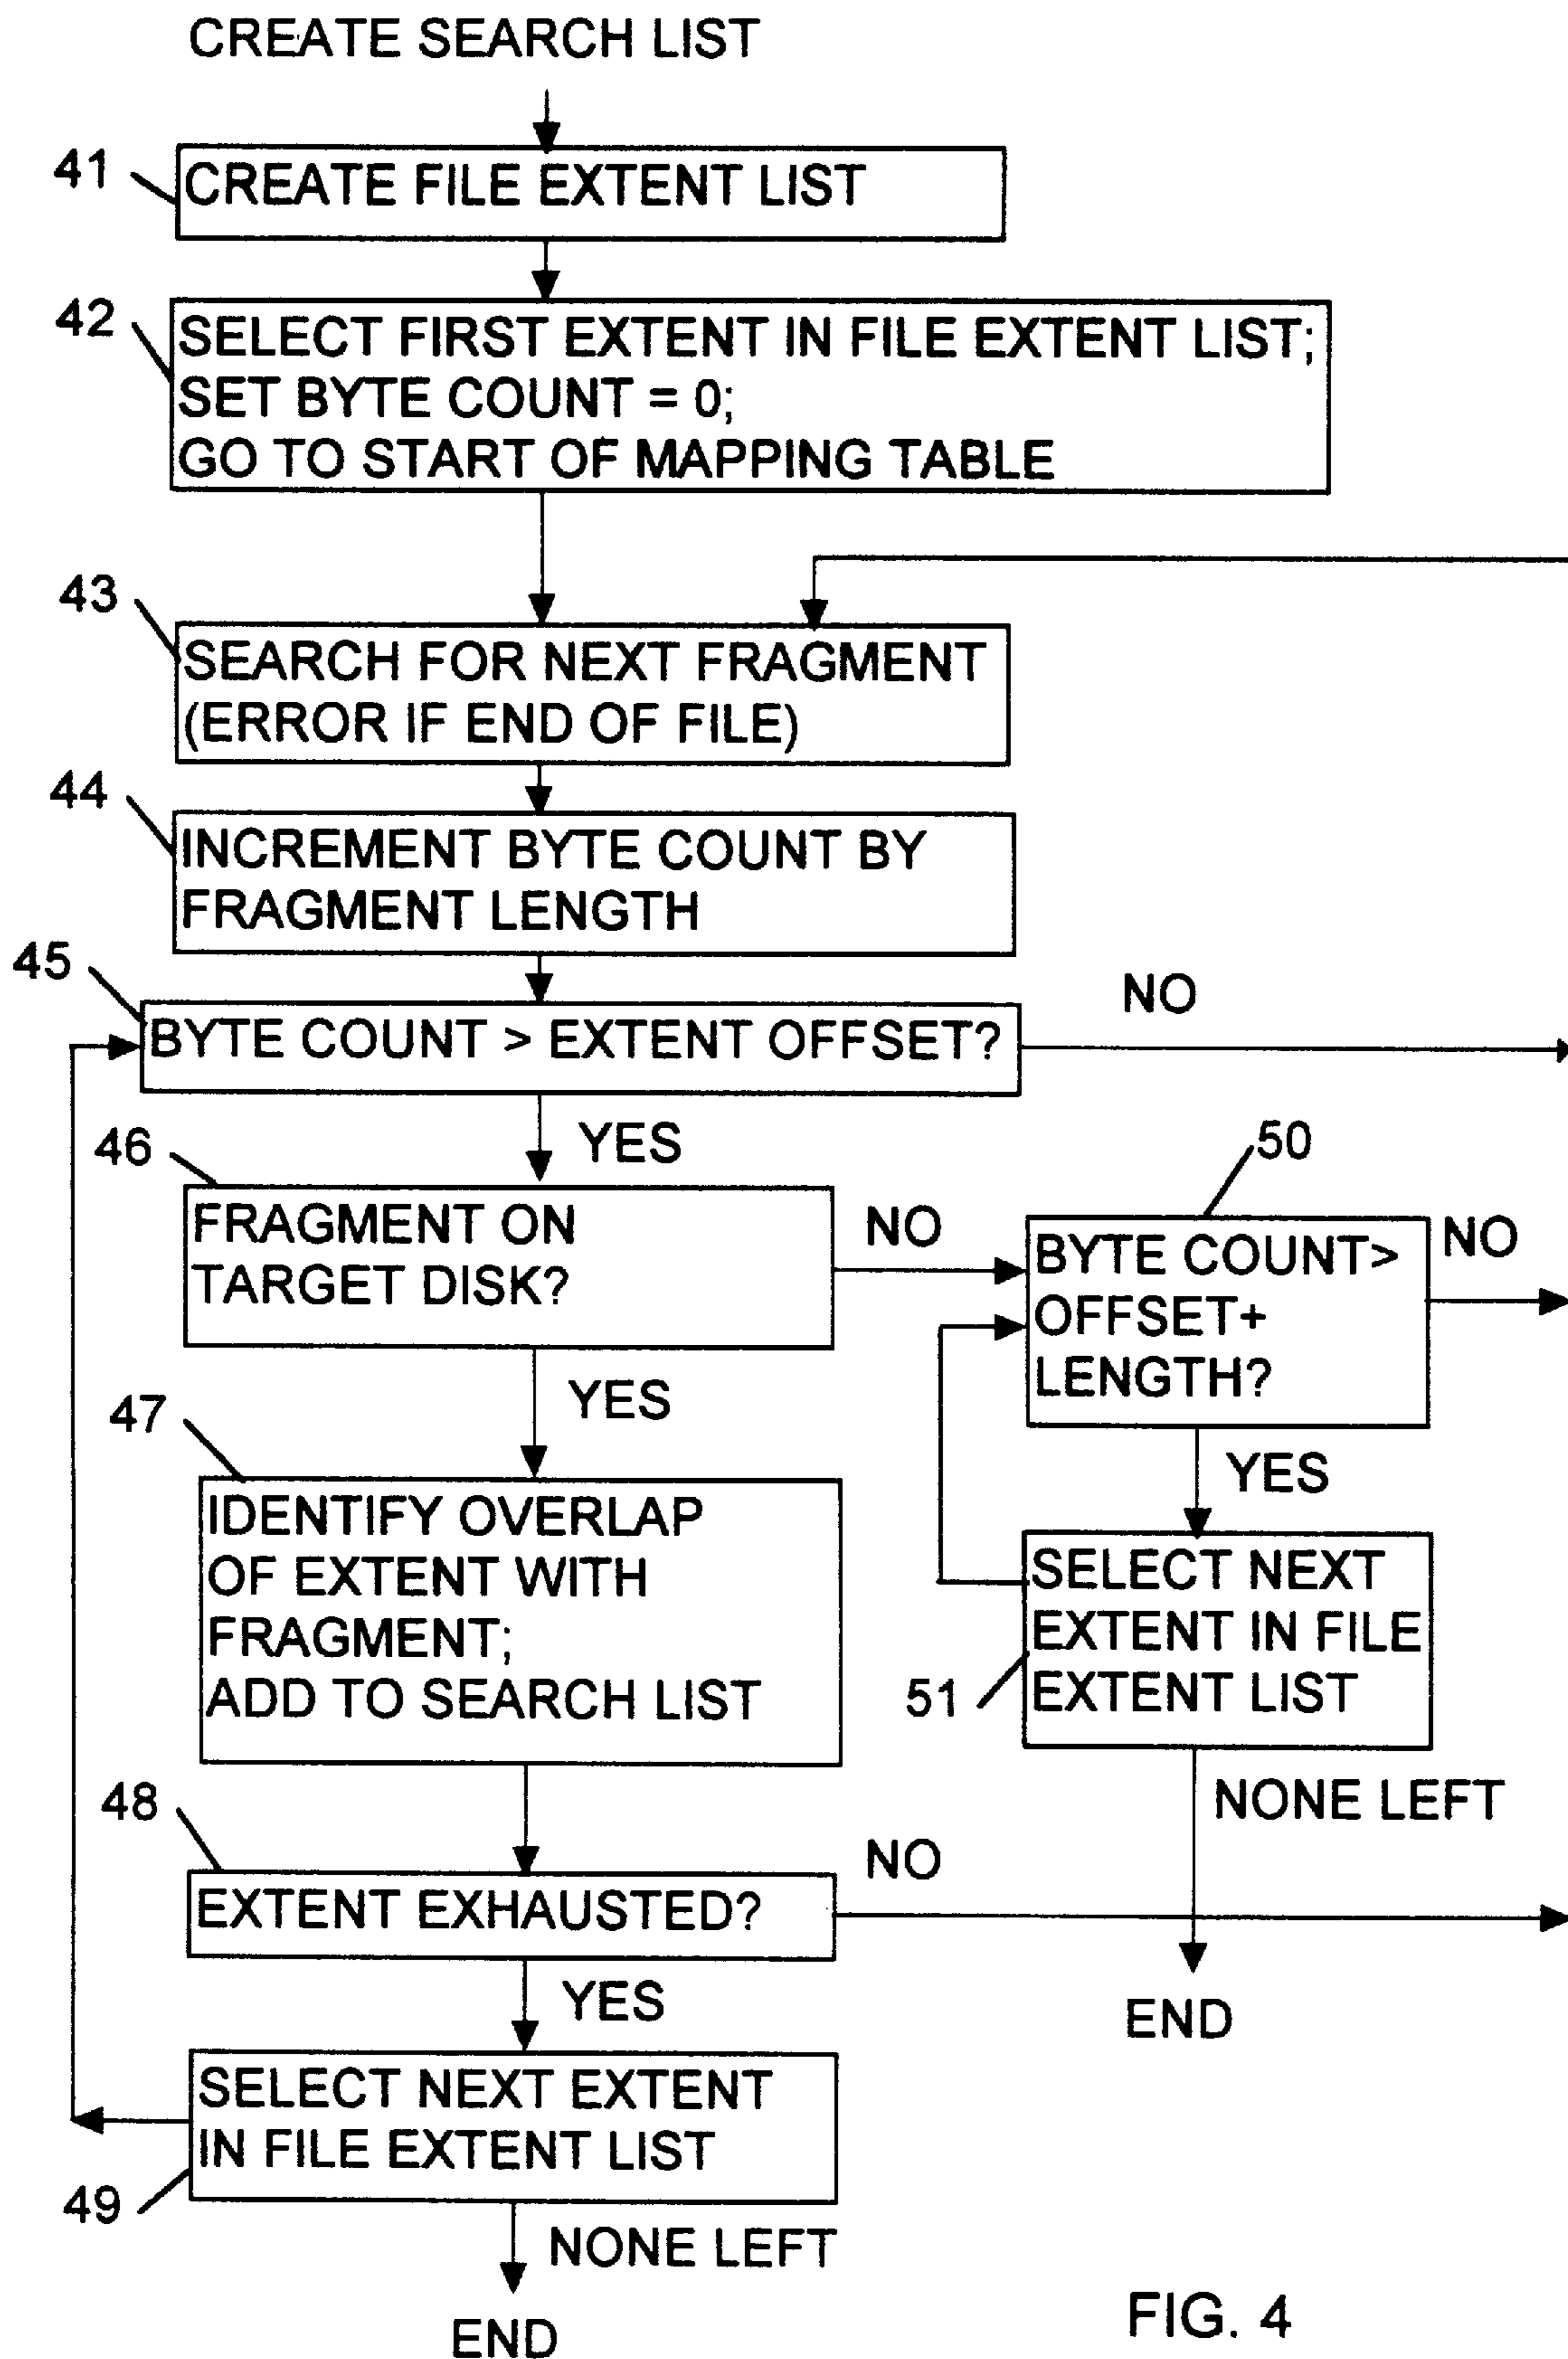 CREATE SEARCH LIST
41
CREATE FILE EXTENT LIST
42
SELECT FIRST EXTENT IN FILE EXTENT LIST;
SET BYTE COUNT = 0;
GO TO START OF MAPPING TABLE
43
SEARCH FOR NEXT FRAGMENT
(ERROR IF END OF FILE)
44
INCREMENT BYTE COUNT BY
FRAGMENT LENGTH
45
BYTE COUNT > EXTENT OFFSET?
NO
YES
46
FRAGMENT ON
TARGET DISK?
NO
50
BYTE COUNT>
OFFSET+
LENGTH?
NO
YES
YES
47
IDENTIFY OVERLAP
OF EXTENT WITH
FRAGMENT;
ADD TO SEARCH LIST
51
SELECT NEXT
EXTENT IN FILE
EXTENT LIST
NONE LEFT
END
48
EXTENT EXHAUSTED?
NO
YES
49
SELECT NEXT EXTENT
IN FILE EXTENT LIST
NONE LEFT
END
FIG. 4